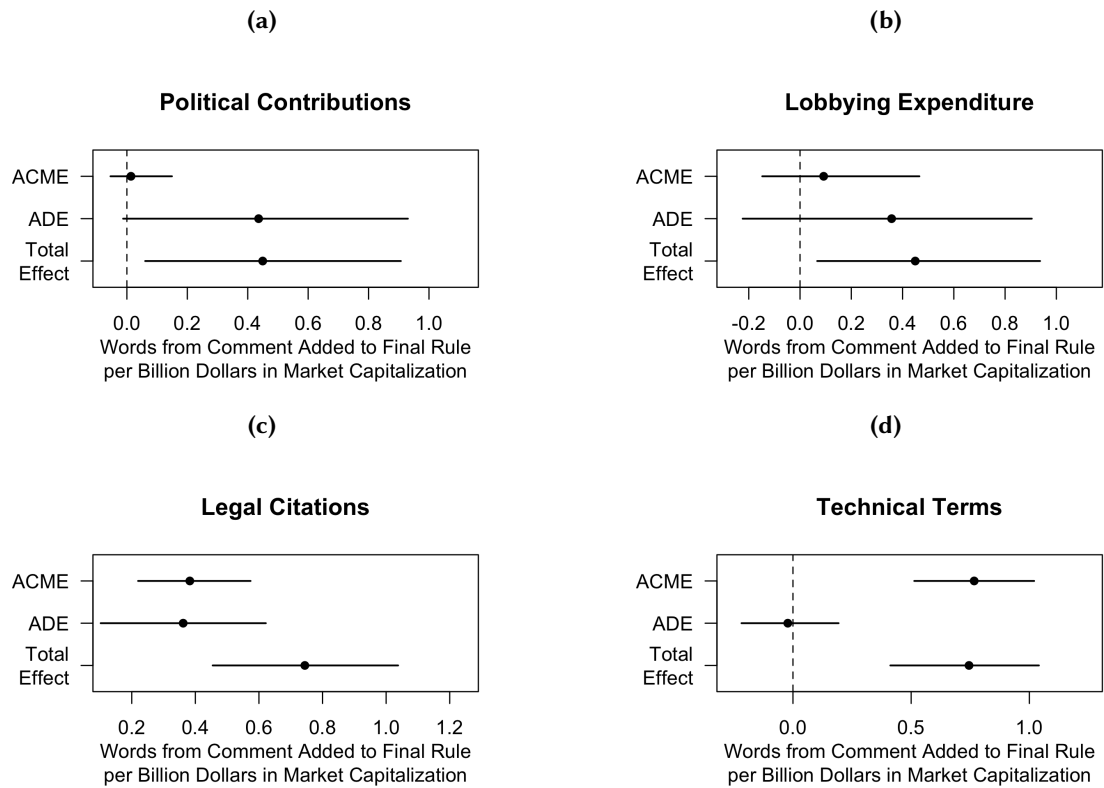 (a)
Political Contributions
ACME
ADE
Total
Effect
0.0 0.2 0.4 0.6 0.8 1.0
Words from Comment Added to Final Rule
per Billion Dollars in Market Capitalization
(b)
Lobbying Expenditure
ACME
ADE
Total
Effect
-0.2 0.0 0.2 0.4 0.6 0.8 1.0
Words from Comment Added to Final Rule
per Billion Dollars in Market Capitalization
(c)
Legal Citations
ACME
ADE
Total
Effect
0.2 0.4 0.6 0.8 1.0 1.2
Words from Comment Added to Final Rule
per Billion Dollars in Market Capitalization
(d)
Technical Terms
ACME
ADE
Total
Effect
0.0 0.5 1.0
Words from Comment Added to Final Rule
per Billion Dollars in Market Capitalization